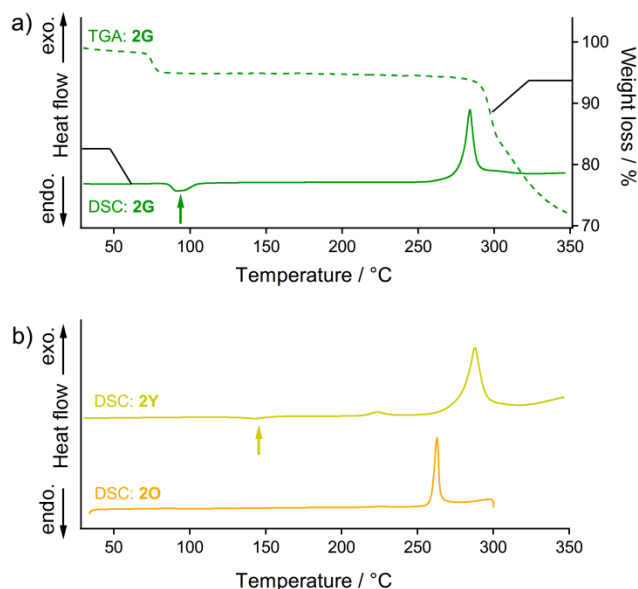 a)
exo.
Heat flow
endo.
TGA: 2G
DSC: 2G
100
90
80
70
Weight loss / %
50 100 150 200 250 300 350
Temperature / °C
b)
exo.
Heat flow
endo.
DSC: 2Y
DSC: 2O
50 100 150 200 250 300 350
Temperature / °C